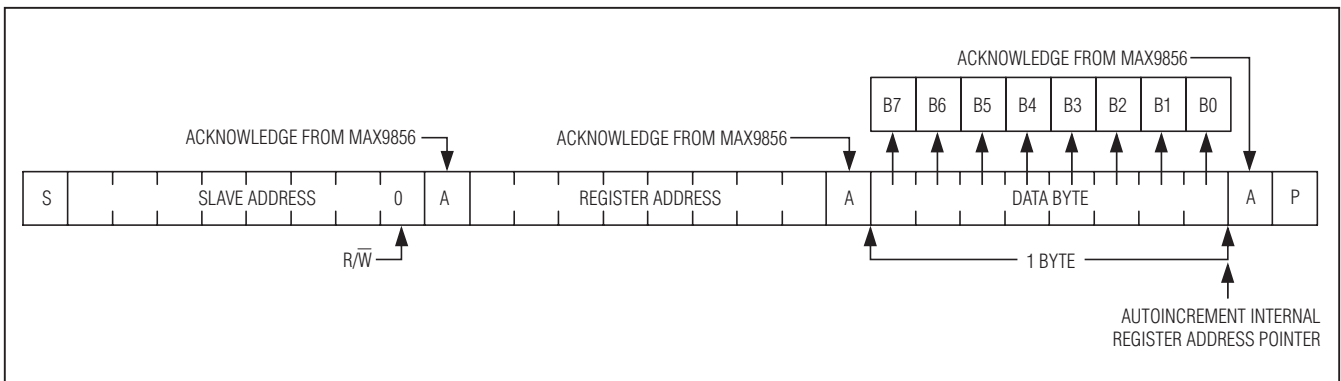 ACKNOWLEDGE FROM MAX9856
B7 B6 B5 B4 B3 B2 B1 B0
ACKNOWLEDGE FROM MAX9856
ACKNOWLEDGE FROM MAX9856
S SLAVE ADDRESS 0 A REGISTER ADDRESS A DATA BYTE A P
R/W̅
1 BYTE
AUTOINCREMENT INTERNAL
REGISTER ADDRESS POINTER